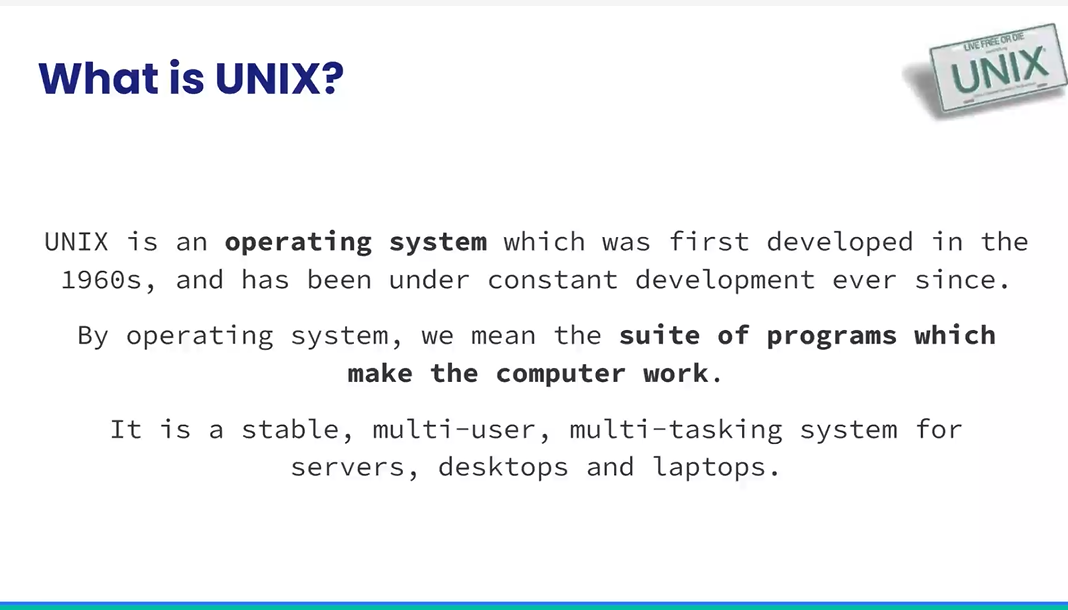 What is UNIX?
LIVE FREE OR DIE
UNIX
UNIX is an operating system which was first developed in the
1960s, and has been under constant development ever since.
By operating system, we mean the suite of programs which
make the computer work.
It is a stable, multi-user, multi-tasking system for
servers, desktops and laptops.